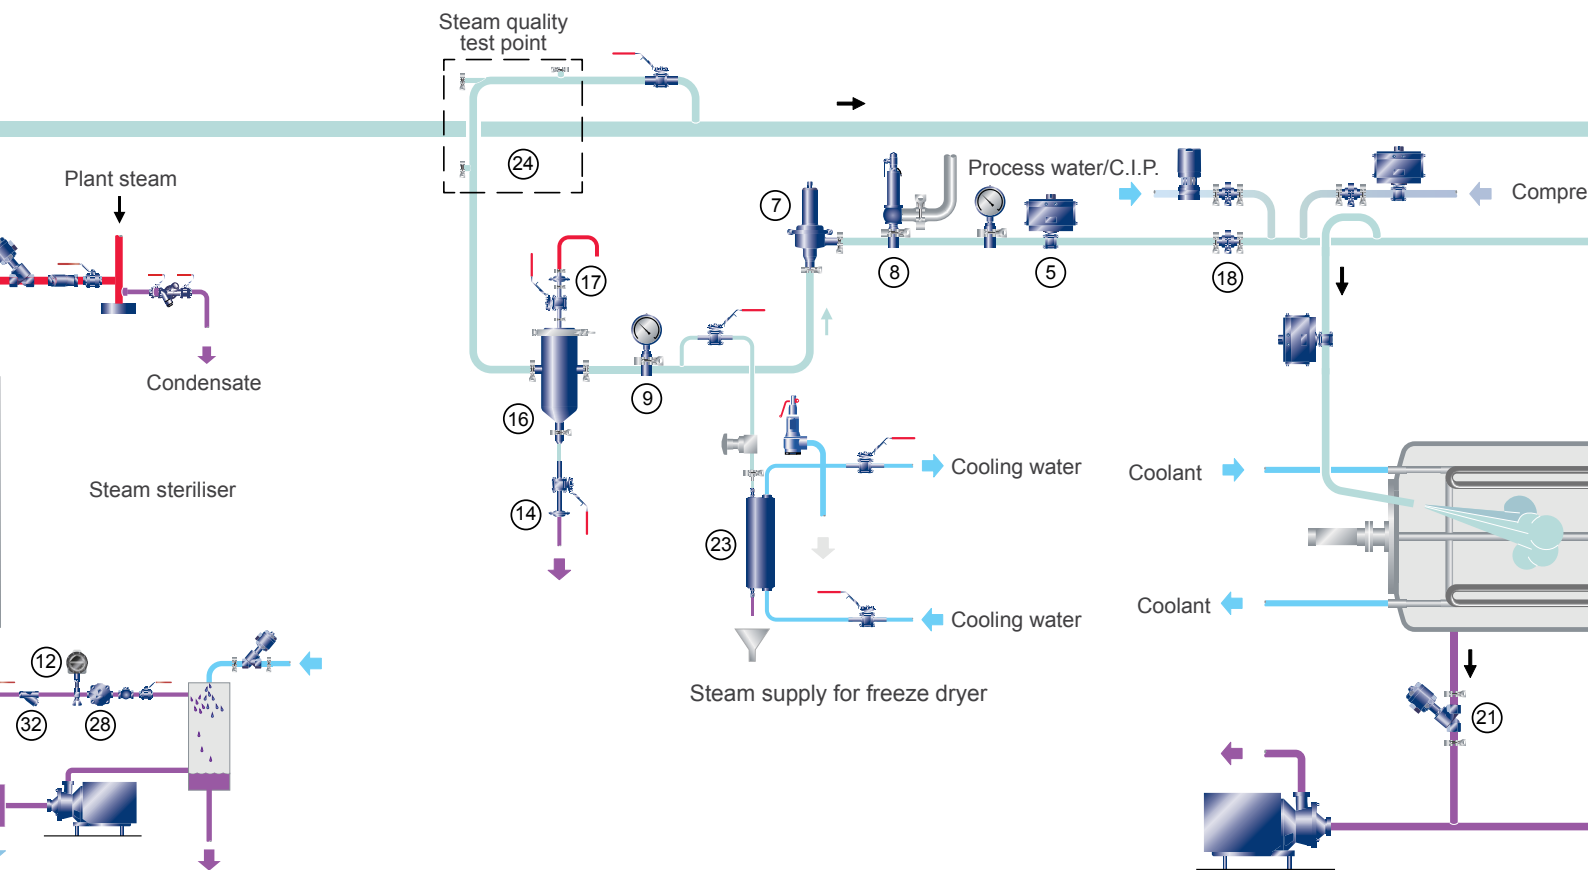 Steam quality
test point
24
Plant steam
Process water/C.I.P.
Compre
7
8
5
18
17
Condensate
9
16
Steam steriliser
14
23
Cooling water
Coolant
Cooling water
Coolant
12
32
28
Steam supply for freeze dryer
21